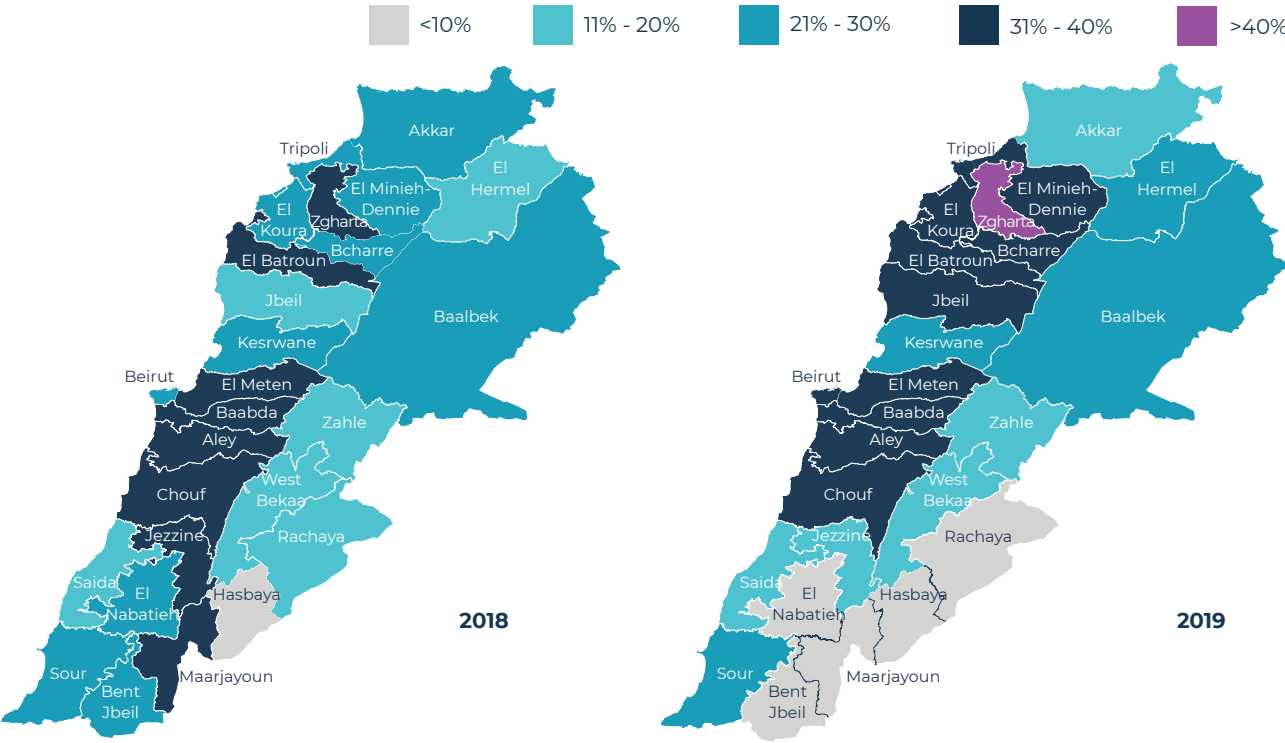 <10%
11% - 20%
21% - 30%
31% - 40%
>40%
Akkar
Tripoli
El
Hermel
El Minieh-
Dennie
El
Koura
Zgharta
Bcharre
El Batroun
Jbeil
Baalbek
Kesrwane
Beirut
El Meten
Baabda
Zahle
Aley
West
Bekaa
Chouf
Jezzine
Rachaya
Saida
El
Nabatieh
Hasbaya
2018
Sour
Maarjayoun
Bent
Jbeil
Akkar
Tripoli
El
Hermel
El Minieh-
Dennie
El
Koura
Zgharta
Bcharre
El Batroun
Jbeil
Baalbek
Kesrwane
Beirut
El Meten
Baabda
Zahle
Aley
West
Bekaa
Chouf
Jezzine
Rachaya
Saida
El
Nabatieh
Hasbaya
2019
Sour
Maarjayoun
Bent
Jbeil